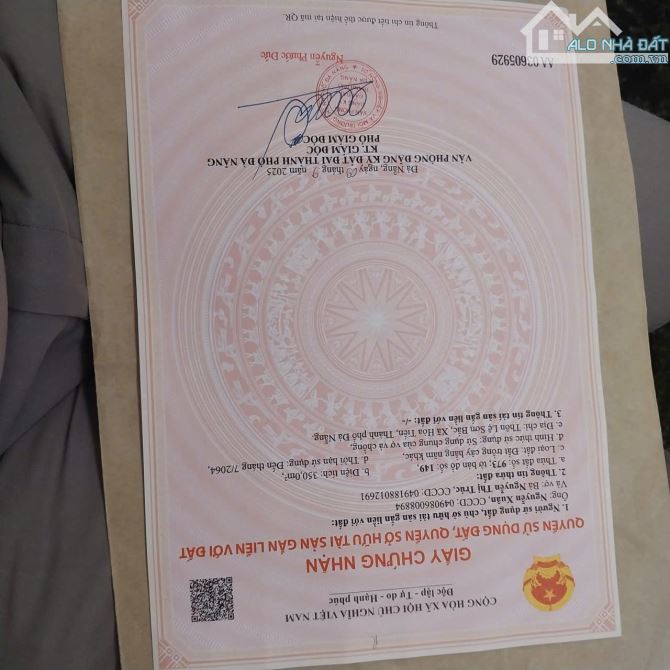 CỘNG HÒA XÃ HỘI CHỦ NGHĨA VIỆT NAM
Độc lập - Tự do - Hạnh phúc
GIẤY CHỨNG NHẬN
QUYỀN SỬ DỤNG ĐẤT, QUYỀN SỞ HỮU TÀI SẢN GẮN LIỀN VỚI ĐẤT
1. Người sử dụng đất, chủ sở hữu tài sản gắn liền với đất:
Ông: Nguyễn Nguyên Xuân, CCCD: 049086008894
Và vợ: Bà Nguyễn Thị Trúc, CCCD: 048188012691
2. Thông tin thửa đất:
a. Thửa đất số: 973, tờ bản đồ số: 149,
b. Diện tích: 350,0m²,
c. Loại đất: Đất trồng cây hằng năm khác,
d. Thời hạn sử dụng: Đến tháng 7/2064,
đ. Hình thức sử dụng: Sử dụng chung của vợ và chồng,
e. Địa chỉ: Thôn Lệ Sơn Bắc, Xã Hòa Tiến, Thành phố Đà Nẵng.
3. Thông tin tài sản gắn liền với đất: -/-
Đà Nẵng, ngày tháng 9 năm 2025
VĂN PHÒNG ĐĂNG KÝ ĐẤT ĐAI THÀNH PHỐ ĐÀ NẴNG
KT. GIÁM ĐỐC
PHÓ GIÁM ĐỐC
Nguyễn Phước Đức
AA 03605929
Thông tin chi tiết được thể hiện tại mã QR.
ALO NHÀ ĐẤT
.com.vn